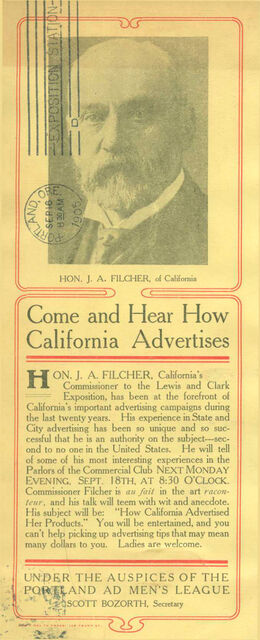 EXPOSITION STATION
PORTLAND, ORE.
SEP 16
8 30 AM
1905
HON. J. A. FILCHER, of California
Come and Hear How
California Advertises
HON. J. A. FILCHER, California's
Commissioner to the Lewis and Clark
Exposition, has been at the forefront of
California's important advertising campaigns during
the last twenty years. His experience in State and
City advertising has been so unique and so suc-
cessful that he is an authority on the subject---sec-
ond to no one in the United States. He will tell
of some of his most interesting experiences in the
Parlors of the Commercial Club NEXT MONDAY
EVENING, SEPT. 18TH, AT 8:30 O'CLOCK.
Commissioner Filcher is au fait in the art racon-
teur, and his talk will teem with wit and anecdote.
His subject will be: "How California Advertised
Her Products." You will be entertained, and you
can't help picking up advertising tips that may mean
many dollars to you. Ladies are welcome.
UNDER THE AUSPICES OF THE
PORTLAND AD MEN'S LEAGUE
SCOTT BOZORTH, Secretary